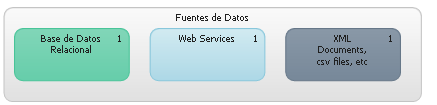 Fuentes de Datos
Base de Datos 1
Relacional
Web Services 1
XML 1
Documents,
csv files, etc